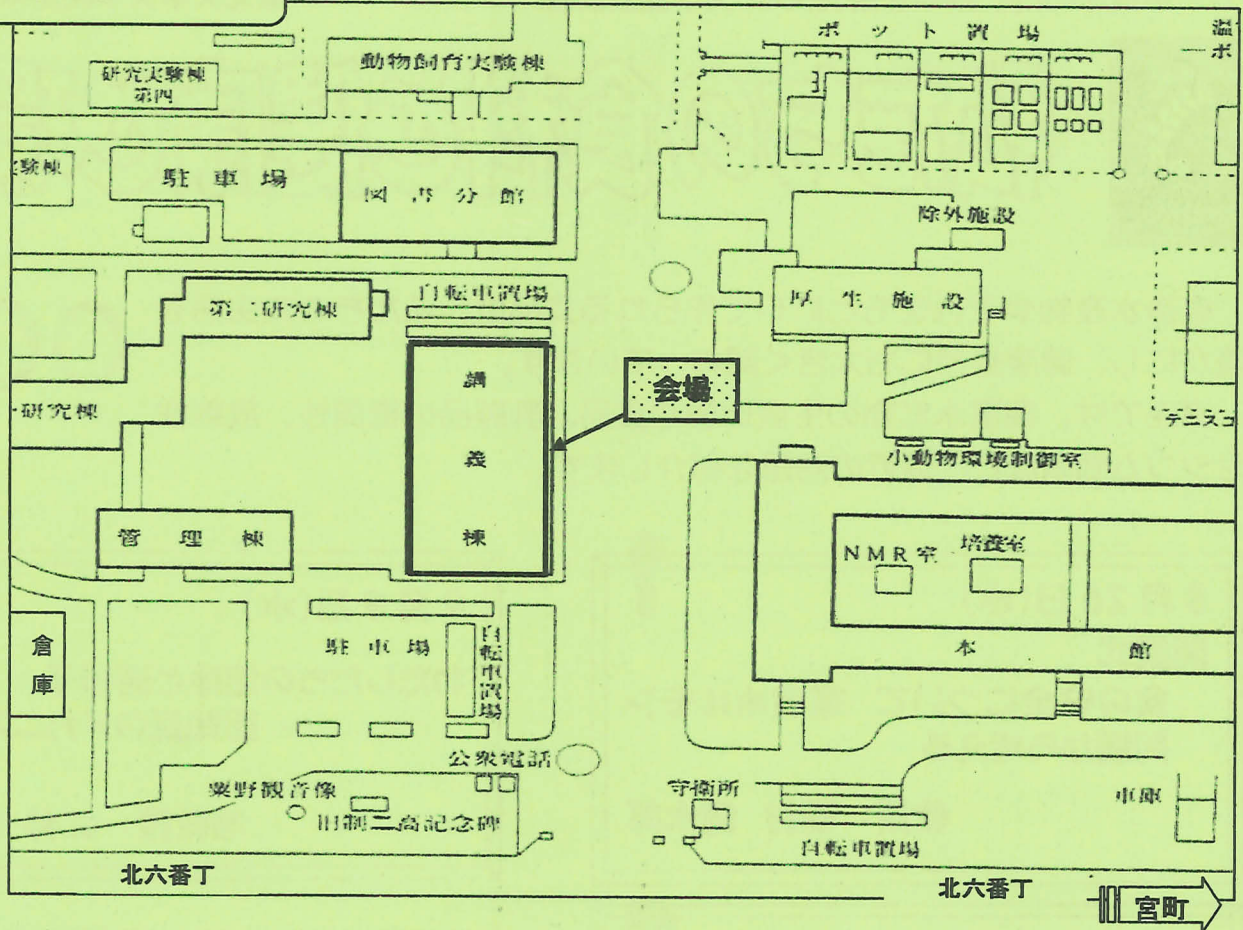 ポット置場
温
ボ
研究実験棟
第四
動物飼育実験棟
実験棟
駐車場
図書分館
除外施設
第二研究棟
自転車置場
厚生施設
会場
講義棟
研究棟
テニスコ
小動物環境制御室
管理棟
NMR室
培養室
本館
倉庫
駐車場
自転車置場
公衆電話
粟野観音像
旧制二高記念碑
守衛所
車庫
自転車置場
北六番丁
北六番丁
宮町